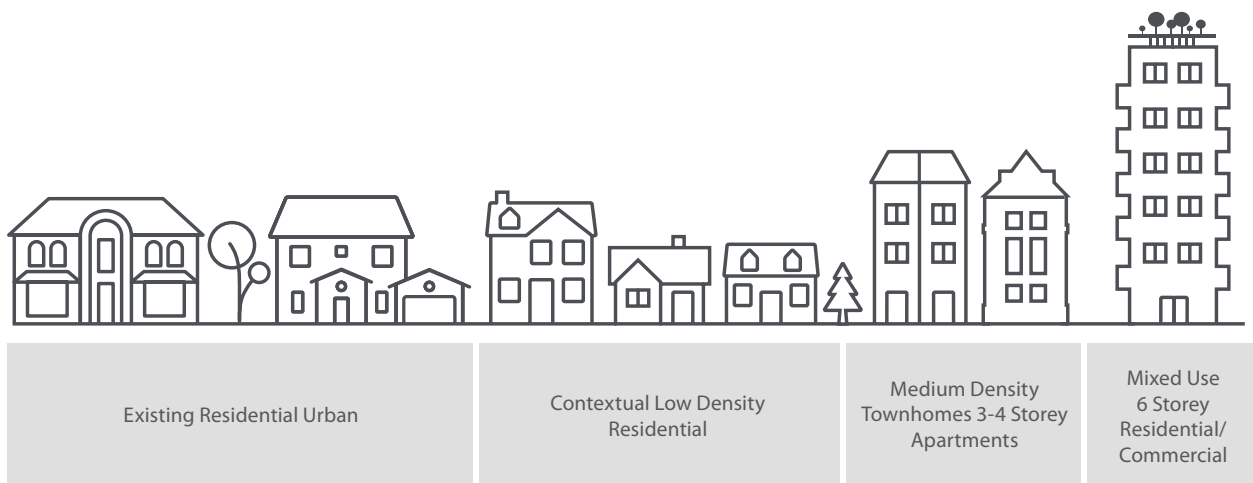 Existing Residential Urban
Contextual Low Density
Residential
Medium Density
Townhomes 3-4 Storey
Apartments
Mixed Use
6 Storey
Residential/
Commercial